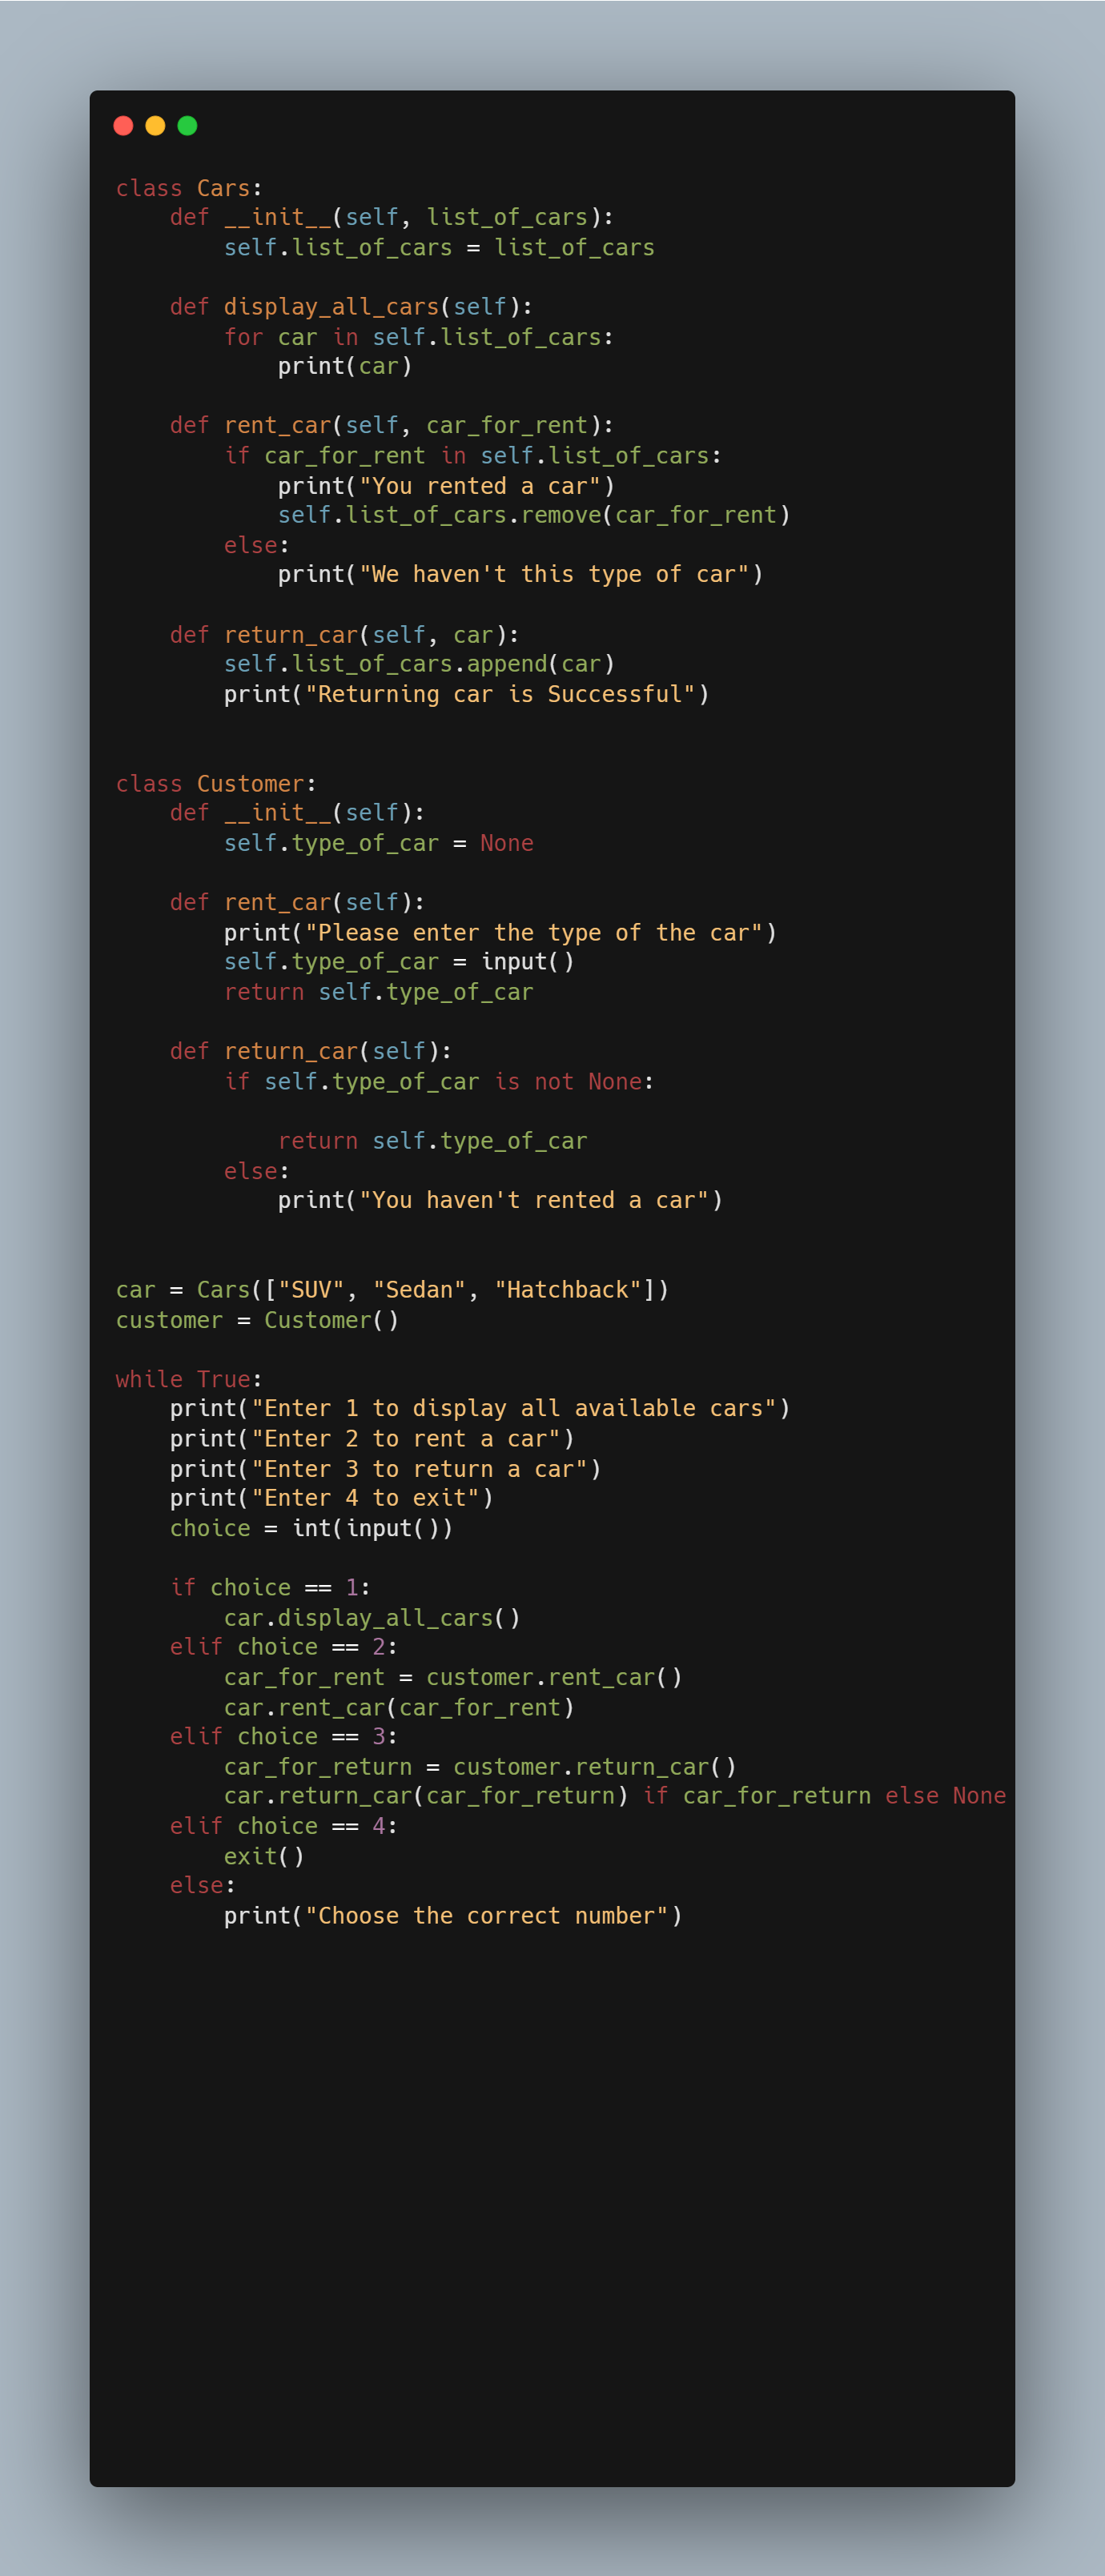 class Cars:
    def __init__(self, list_of_cars):
        self.list_of_cars = list_of_cars

    def display_all_cars(self):
        for car in self.list_of_cars:
            print(car)

    def rent_car(self, car_for_rent):
        if car_for_rent in self.list_of_cars:
            print("You rented a car")
            self.list_of_cars.remove(car_for_rent)
        else:
            print("We haven't this type of car")

    def return_car(self, car):
        self.list_of_cars.append(car)
        print("Returning car is Successful")


class Customer:
    def __init__(self):
        self.type_of_car = None

    def rent_car(self):
        print("Please enter the type of the car")
        self.type_of_car = input()
        return self.type_of_car

    def return_car(self):
        if self.type_of_car is not None:

            return self.type_of_car
        else:
            print("You haven't rented a car")


car = Cars(["SUV", "Sedan", "Hatchback"])
customer = Customer()

while True:
    print("Enter 1 to display all available cars")
    print("Enter 2 to rent a car")
    print("Enter 3 to return a car")
    print("Enter 4 to exit")
    choice = int(input())

    if choice == 1:
        car.display_all_cars()
    elif choice == 2:
        car_for_rent = customer.rent_car()
        car.rent_car(car_for_rent)
    elif choice == 3:
        car_for_return = customer.return_car()
        car.return_car(car_for_return) if car_for_return else None
    elif choice == 4:
        exit()
    else:
        print("Choose the correct number")